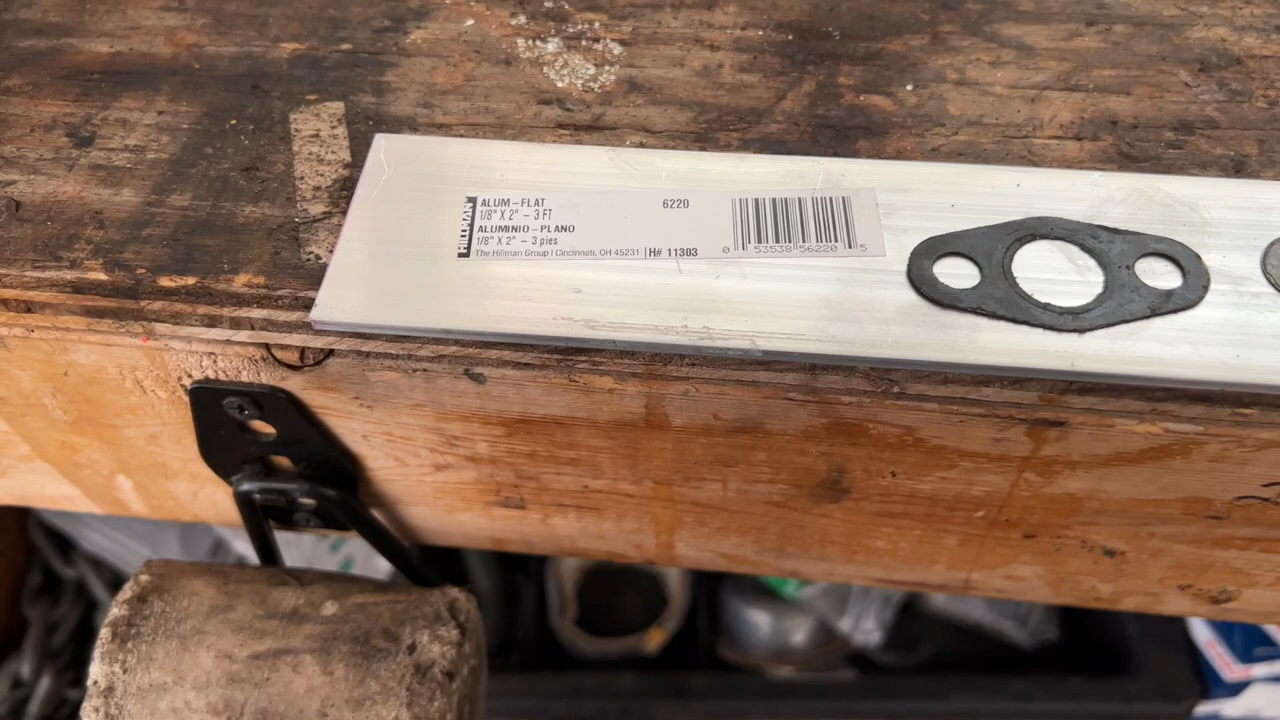 HILLMAN
ALUM-FLAT
1/8" X 2" – 3 FT
ALUMINIO-PLANO
1/8" X 2" – 3 pies
The Hillman Group | Cincinnati, OH 45231 | H# 11303
6220
0 53538 56220 5